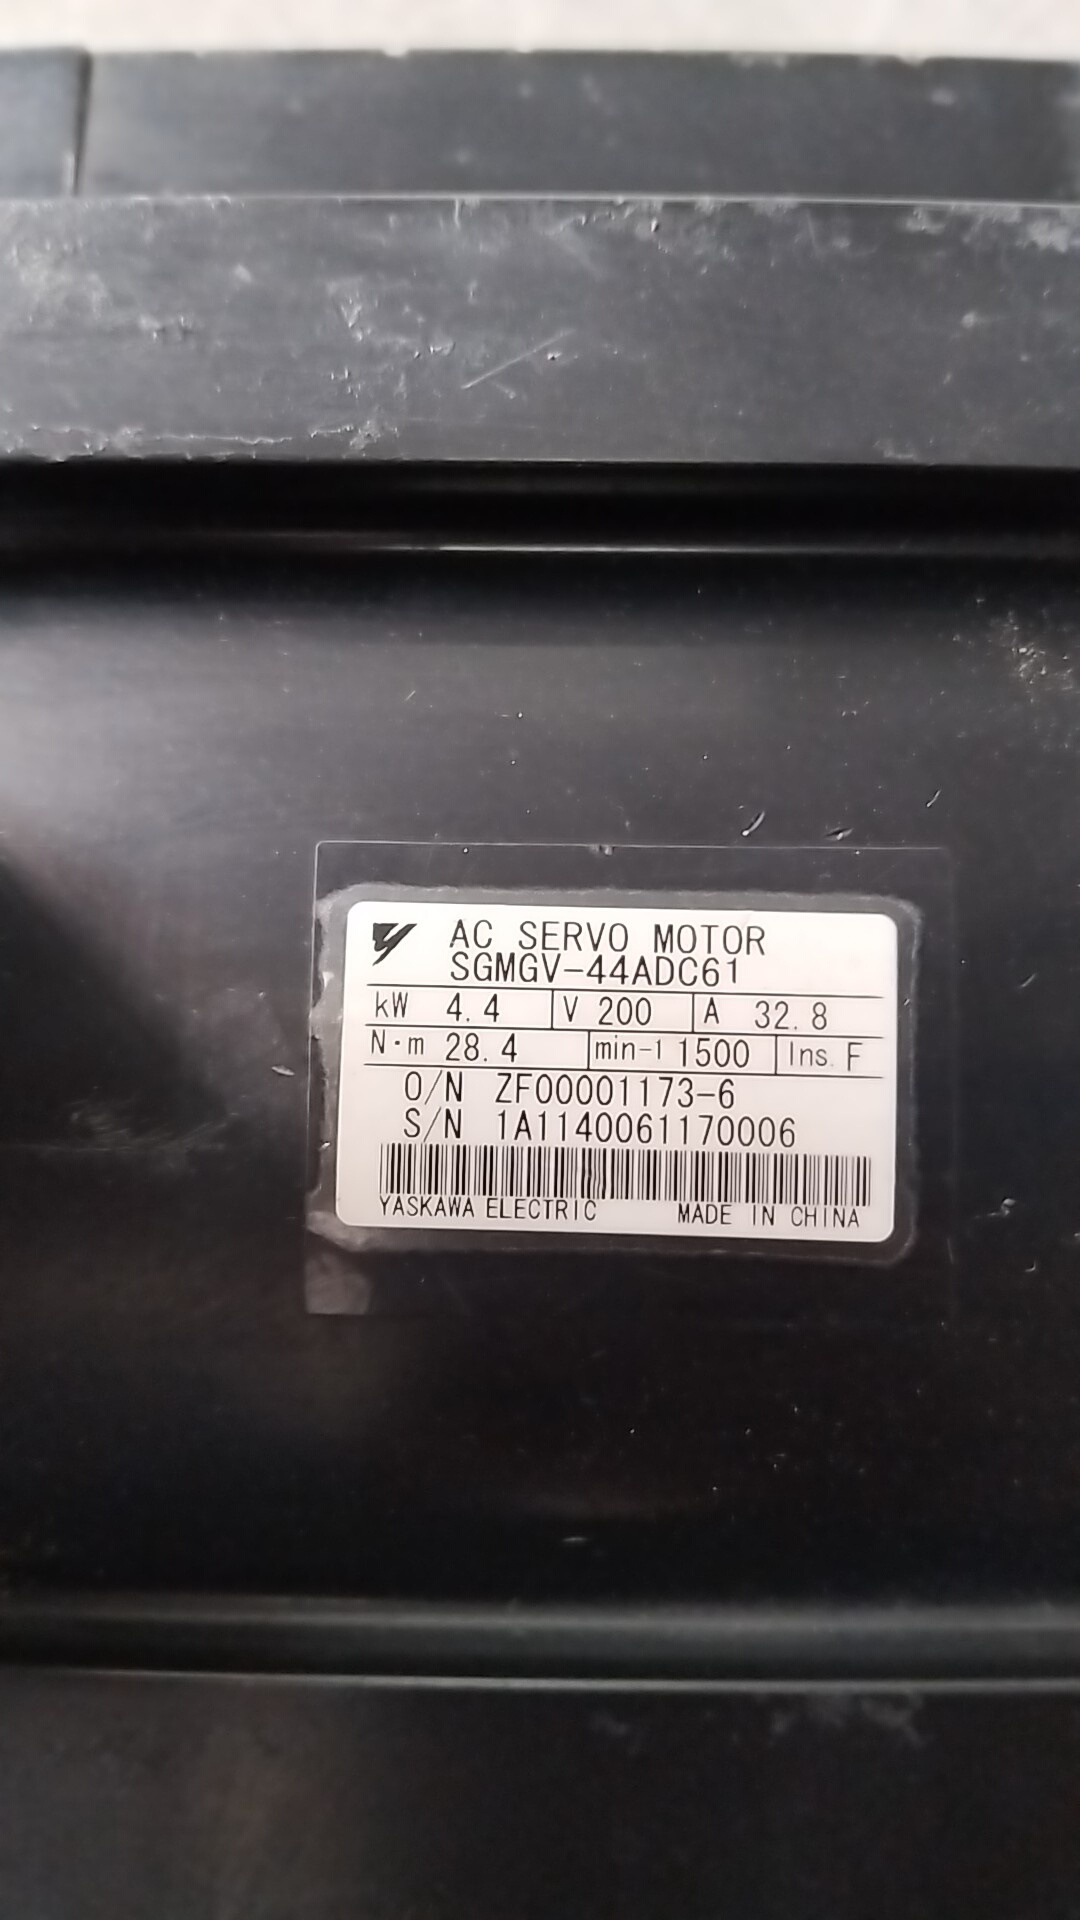 AC SERVO MOTOR
SGMGV-44ADC61
kW 4.4 V 200 A 32.8
N·m 28.4 min-1 1500 Ins. F
O/N ZF00001173-6
S/N 1A1140061170006
YASKAWA ELECTRIC MADE IN CHINA